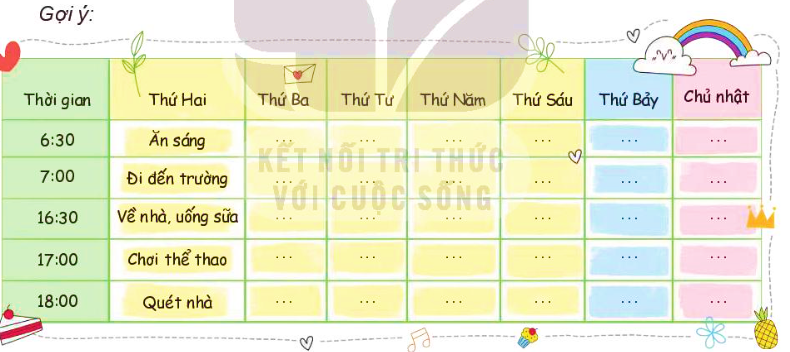 Gợi ý:
Thời gian Thứ Hai Thứ Ba Thứ Tư Thứ Năm Thứ Sáu Thứ Bảy Chủ nhật
6:30 Ăn sáng ... ... ... ... ... ...
7:00 Đi đến trường ... ... ... ... ... ...
KẾT NỐI TRI THỨC
VỚI CUỘC SỐNG
16:30 Về nhà, uống sữa ... ... ... ... ... ...
17:00 Chơi thể thao ... ... ... ... ... ...
18:00 Quét nhà ... ... ... ... ... ...